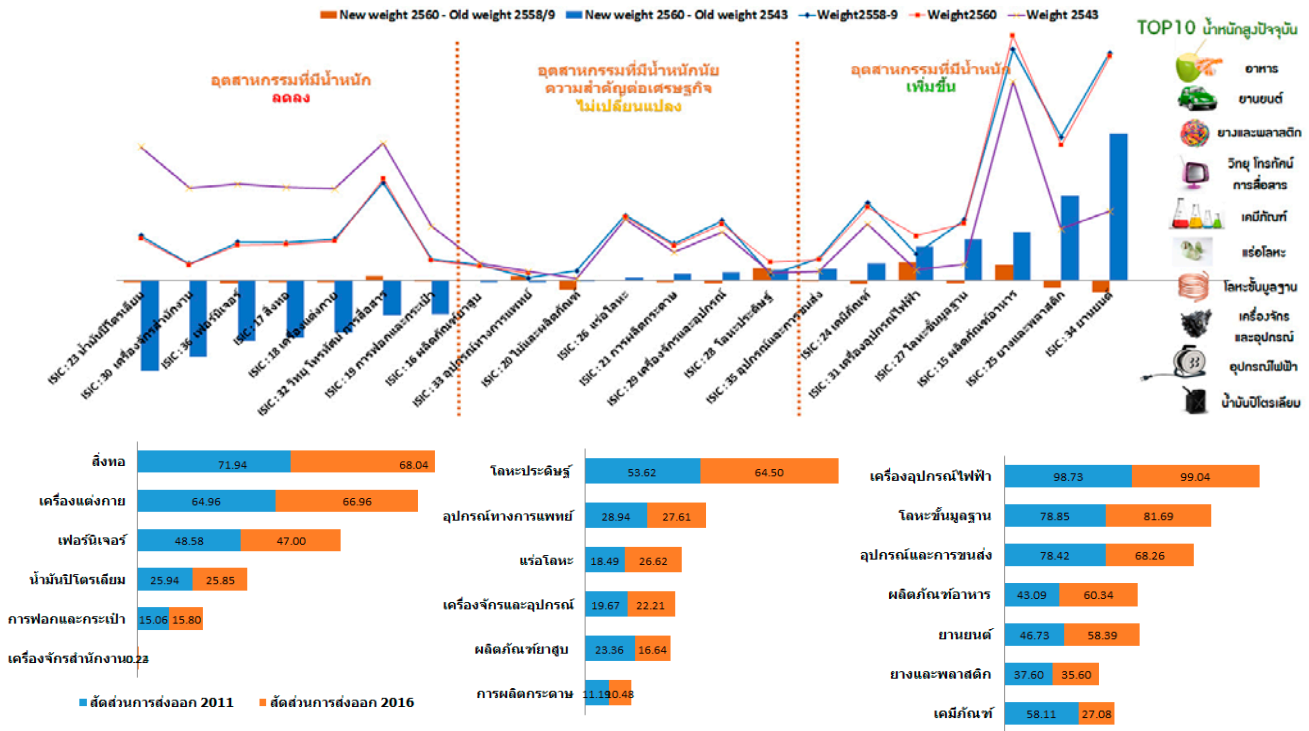 New weight 2560 - Old weight 2558/9 New weight 2560 - Old weight 2543 Weight2558-9 Weight2560 Weight 2543
อุตสาหกรรมที่มีน้ำหนัก
ลดลง
อุตสาหกรรมที่มีน้ำหนักนัย
ความสำคัญต่อเศรษฐกิจ
ไม่เปลี่ยนแปลง
อุตสาหกรรมที่มีน้ำหนัก
เพิ่มขึ้น
ISIC : 23 น้ำมันปิโตรเลียม
ISIC : 30 เครื่องจักรสำนักงาน
ISIC : 36 เฟอร์นิเจอร์
ISIC : 17 สิ่งทอ
ISIC : 18 เครื่องแต่งกาย
ISIC : 32 วิทยุ โทรทัศน์ การสื่อสาร
ISIC : 19 การฟอกและกระเป๋า
ISIC : 16 ผลิตภัณฑ์ยาสูบ
ISIC : 33 อุปกรณ์ทางการแพทย์
ISIC : 20 ไม้และผลิตภัณฑ์
ISIC : 26 แร่อโลหะ
ISIC : 21 การผลิตกระดาษ
ISIC : 29 เครื่องจักรและอุปกรณ์
ISIC : 28 โลหะประดิษฐ์
ISIC : 35 อุปกรณ์และการขนส่ง
ISIC : 24 เคมีภัณฑ์
ISIC : 31 เครื่องอุปกรณ์ไฟฟ้า
ISIC : 27 โลหะขั้นมูลฐาน
ISIC : 15 ผลิตภัณฑ์อาหาร
ISIC : 25 ยางและพลาสติก
ISIC : 34 ยานยนต์
TOP10 น้ำหนักสูงปัจจุบัน
อาหาร
ยานยนต์
ยางและพลาสติก
วิทยุ โทรทัศน์
การสื่อสาร
เคมีภัณฑ์
แร่อโลหะ
โลหะขั้นมูลฐาน
เครื่องจักร
และอุปกรณ์
อุปกรณ์ไฟฟ้า
น้ำมันปิโตรเลียม
สิ่งทอ 71.94 68.04
เครื่องแต่งกาย 64.96 66.96
เฟอร์นิเจอร์ 48.58 47.00
น้ำมันปิโตรเลียม 25.94 25.85
การฟอกและกระเป๋า 15.06 15.80
เครื่องจักรสำนักงาน
สัดส่วนการส่งออก 2011 สัดส่วนการส่งออก 2016
โลหะประดิษฐ์ 53.62 64.50
อุปกรณ์ทางการแพทย์ 28.94 27.61
แร่อโลหะ 18.49 26.62
เครื่องจักรและอุปกรณ์ 19.67 22.21
ผลิตภัณฑ์ยาสูบ 23.36 16.64
การผลิตกระดาษ 11.19 10.48
เครื่องอุปกรณ์ไฟฟ้า 98.73 99.04
โลหะขั้นมูลฐาน 78.85 81.69
อุปกรณ์และการขนส่ง 78.42 68.26
ผลิตภัณฑ์อาหาร 43.09 60.34
ยานยนต์ 46.73 58.39
ยางและพลาสติก 37.60 35.60
เคมีภัณฑ์ 58.11 27.08